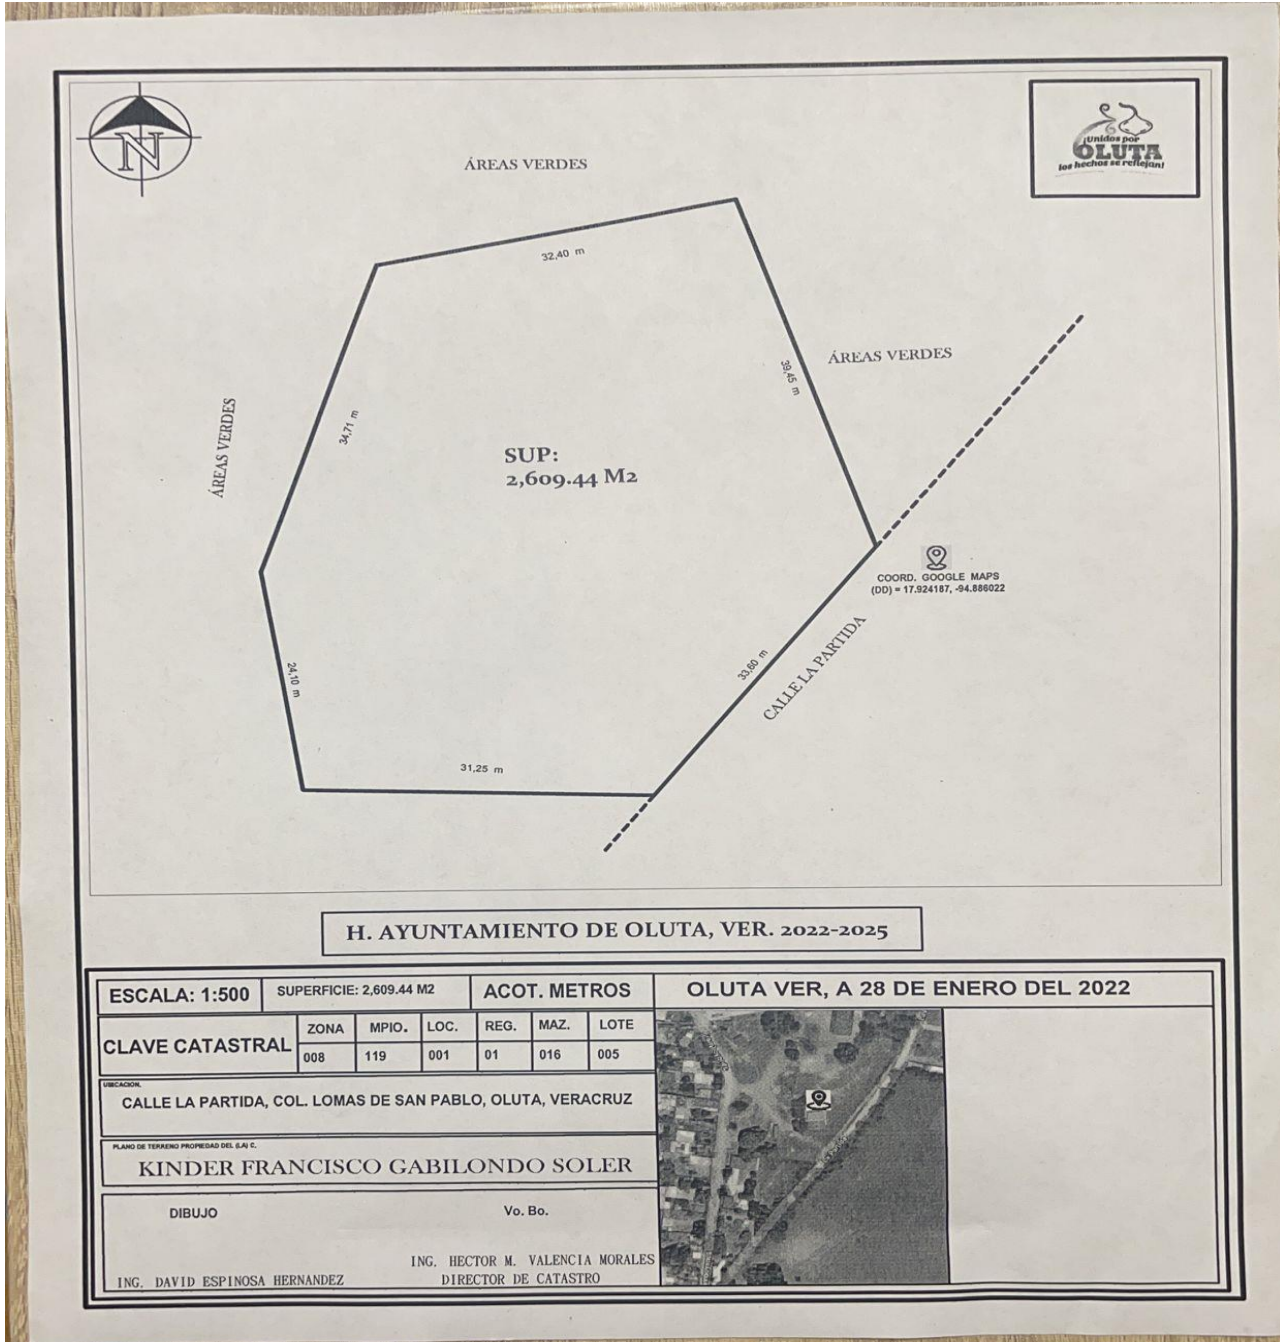 N
¡Unidos por
OLUTA
los hechos se reflejan!
ÁREAS VERDES
32,40 m
ÁREAS VERDES
39,45 m
34,71 m
ÁREAS VERDES
SUP:
2,609.44 M2
COORD. GOOGLE MAPS
(DD) = 17.924187, -94.886022
CALLE LA PARTIDA
33,60 m
24,10 m
31,25 m
H. AYUNTAMIENTO DE OLUTA, VER. 2022-2025
ESCALA: 1:500
SUPERFICIE: 2,609.44 M2
ACOT. METROS
OLUTA VER, A 28 DE ENERO DEL 2022
CLAVE CATASTRAL
ZONA MPIO. LOC. REG. MAZ. LOTE
008 119 001 01 016 005
UBICACION.
CALLE LA PARTIDA, COL. LOMAS DE SAN PABLO, OLUTA, VERACRUZ
PLANO DE TERRENO PROPIEDAD DEL (LA) C.
KINDER FRANCISCO GABILONDO SOLER
DIBUJO
Vo. Bo.
ING. DAVID ESPINOSA HERNANDEZ
ING. HECTOR M. VALENCIA MORALES
DIRECTOR DE CATASTRO